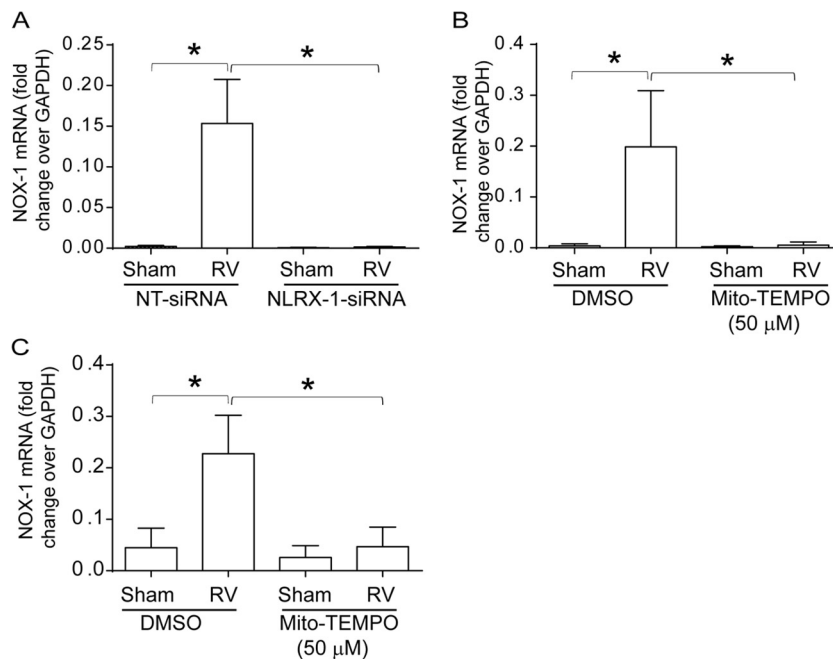 A
NOX-1 mRNA (fold
change over GAPDH)
0.25
0.20
0.15
0.10
0.05
0.00
*
*
Sham RV Sham RV
NT-siRNA NLRX-1-siRNA
B
NOX-1 mRNA (fold
change over GAPDH)
0.4
0.3
0.2
0.1
0.0
*
*
Sham RV Sham RV
DMSO Mito-TEMPO
(50 μM)
C
NOX-1 mRNA (fold
change over GAPDH)
0.4
0.3
0.2
0.1
0.0
*
*
Sham RV Sham RV
DMSO Mito-TEMPO
(50 μM)